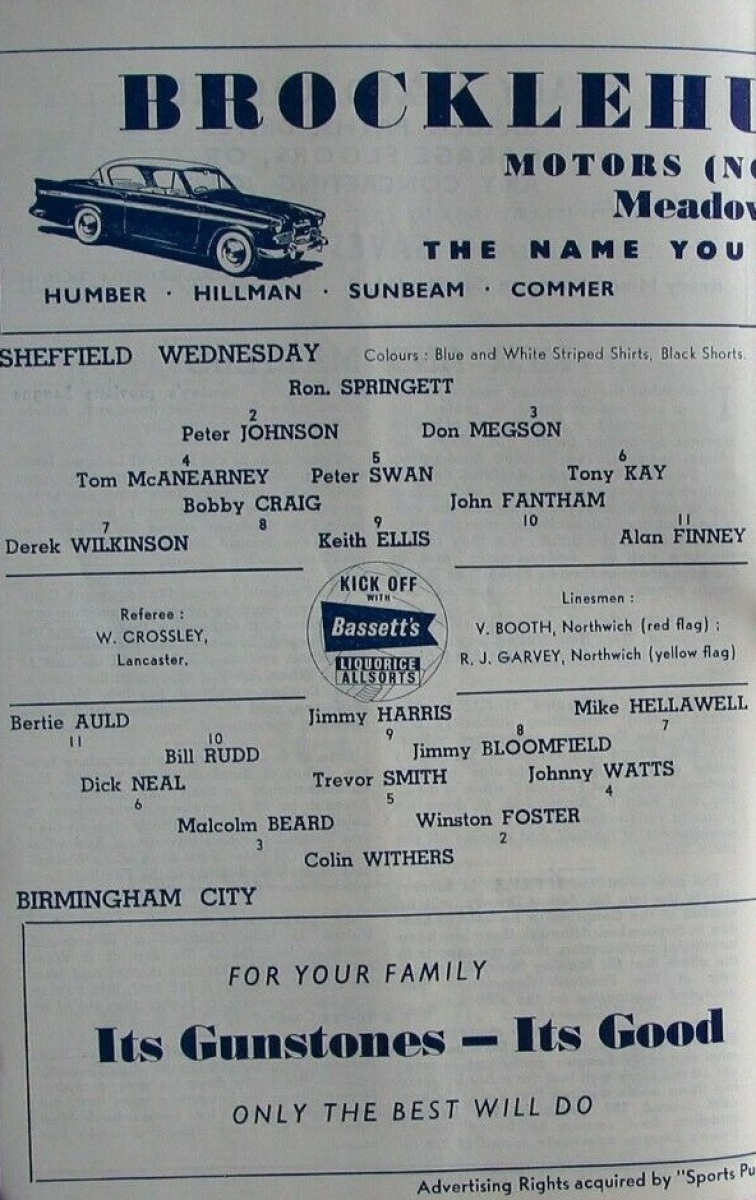 BROCKLEHU
MOTORS (NO
Meadow
THE NAME YOU
HUMBER · HILLMAN · SUNBEAM · COMMER
SHEFFIELD WEDNESDAY Colours : Blue and White Striped Shirts, Black Shorts.
Ron. SPRINGETT
2 3
Peter JOHNSON Don MEGSON
4 5 6
Tom McANEARNEY Peter SWAN Tony KAY
Bobby CRAIG John FANTHAM
7 8 9 10 11
Derek WILKINSON Keith ELLIS Alan FINNEY
KICK OFF
WITH
Bassett's
LIQUORICE
ALLSORTS
Referee :
W. CROSSLEY,
Lancaster.
Linesmen :
V. BOOTH, Northwich (red flag) ;
R. J. GARVEY, Northwich (yellow flag)
Bertie AULD Jimmy HARRIS Mike HELLAWELL
11 10 9 8 7
Bill RUDD Jimmy BLOOMFIELD
Dick NEAL Trevor SMITH Johnny WATTS
6 5 4
Malcolm BEARD Winston FOSTER
3 2
Colin WITHERS
BIRMINGHAM CITY
FOR YOUR FAMILY
Its Gunstones — Its Good
ONLY THE BEST WILL DO
Advertising Rights acquired by "Sports Pu